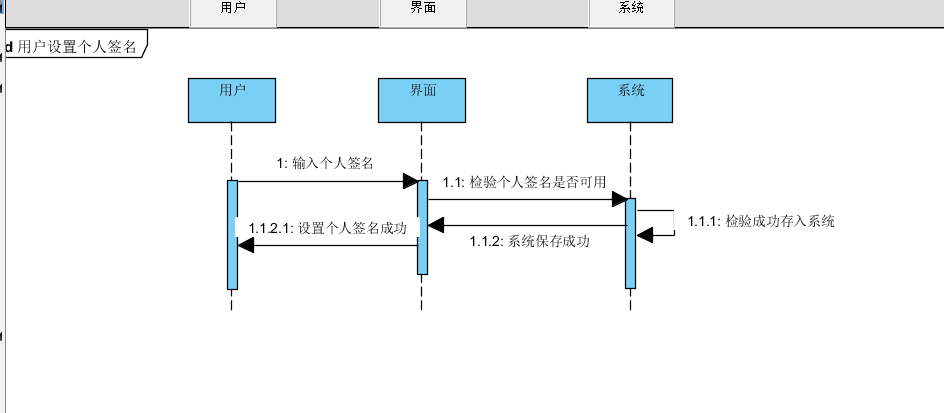 用户 界面 系统
d 用户设置个人签名
用户 界面 系统
1: 输入个人签名
1.1: 检验个人签名是否可用
1.1.1: 检验成功存入系统
1.1.2.1: 设置个人签名成功
1.1.2: 系统保存成功